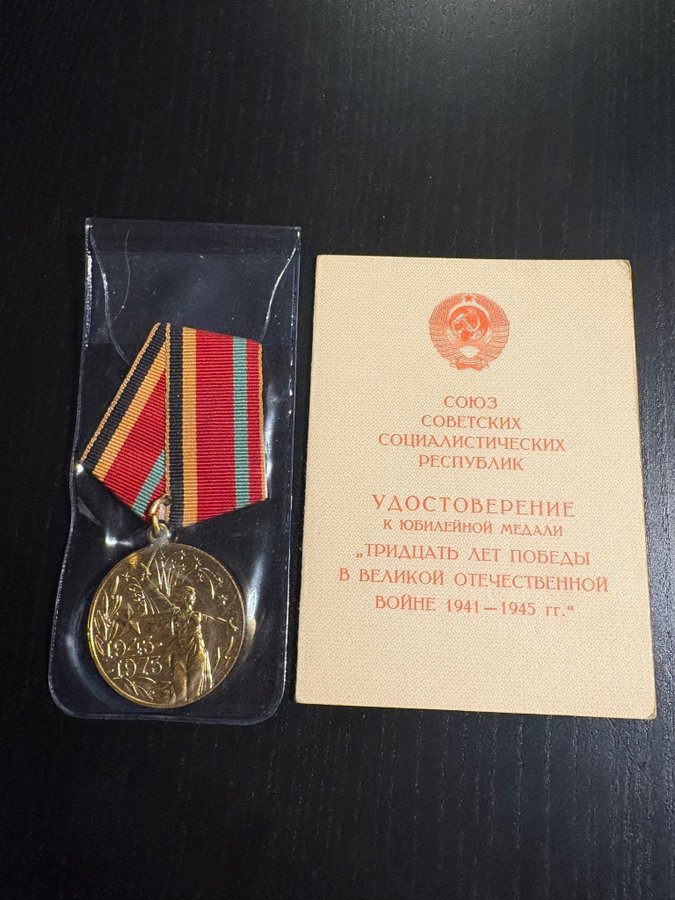 1945-
-1975
СОЮЗ
СОВЕТСКИХ
СОЦИАЛИСТИЧЕСКИХ
РЕСПУБЛИК
УДОСТОВЕРЕНИЕ
К ЮБИЛЕЙНОЙ МЕДАЛИ
„ТРИДЦАТЬ ЛЕТ ПОБЕДЫ
В ВЕЛИКОЙ ОТЕЧЕСТВЕННОЙ
ВОЙНЕ 1941—1945 гг.“